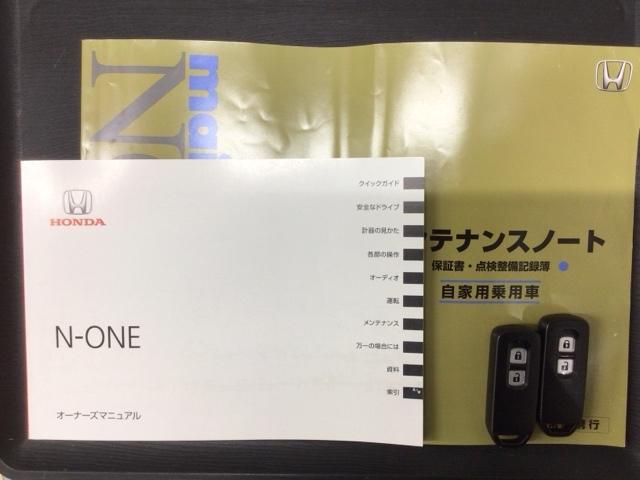 HONDA
N-ONE
オーナーズマニュアル
クイックガイド
安全なドライブ
計器の見かた
各部の操作
オーディオ
運転
メンテナンス
万一の場合には
資料
索引
テナンスノート
保証書・点検整備記録簿
自家用乗用車